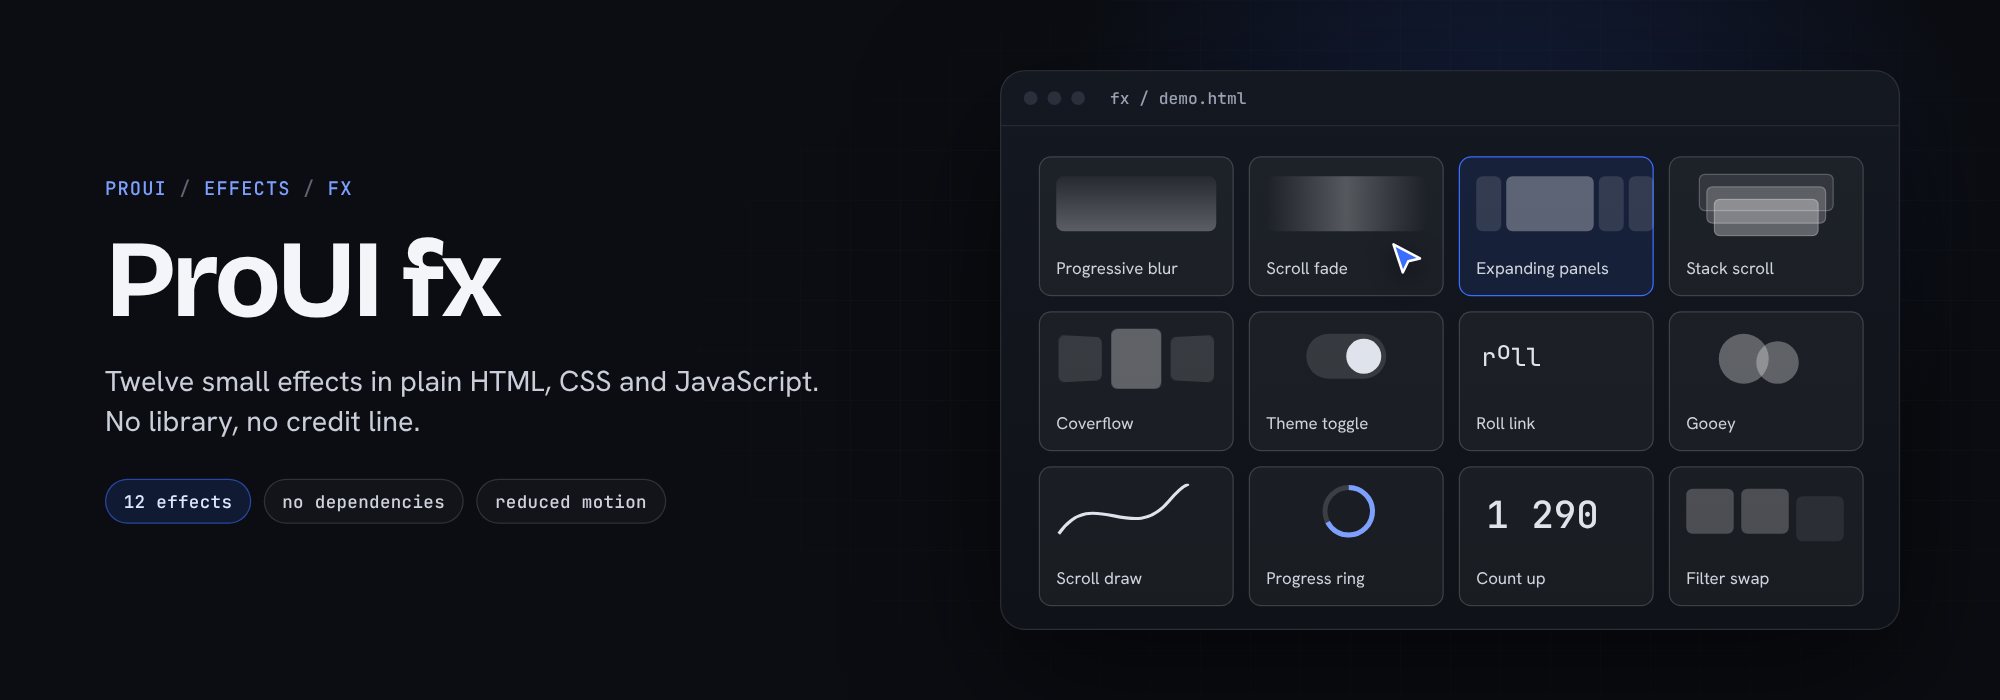 PROUI / EFFECTS / FX
ProUI fx
Twelve small effects in plain HTML, CSS and JavaScript.
No library, no credit line.
12 effects
no dependencies
reduced motion
fx / demo.html
Progressive blur
Scroll fade
Expanding panels
Stack scroll
Coverflow
Theme toggle
roll
Roll link
Gooey
Scroll draw
Progress ring
1 290
Count up
Filter swap